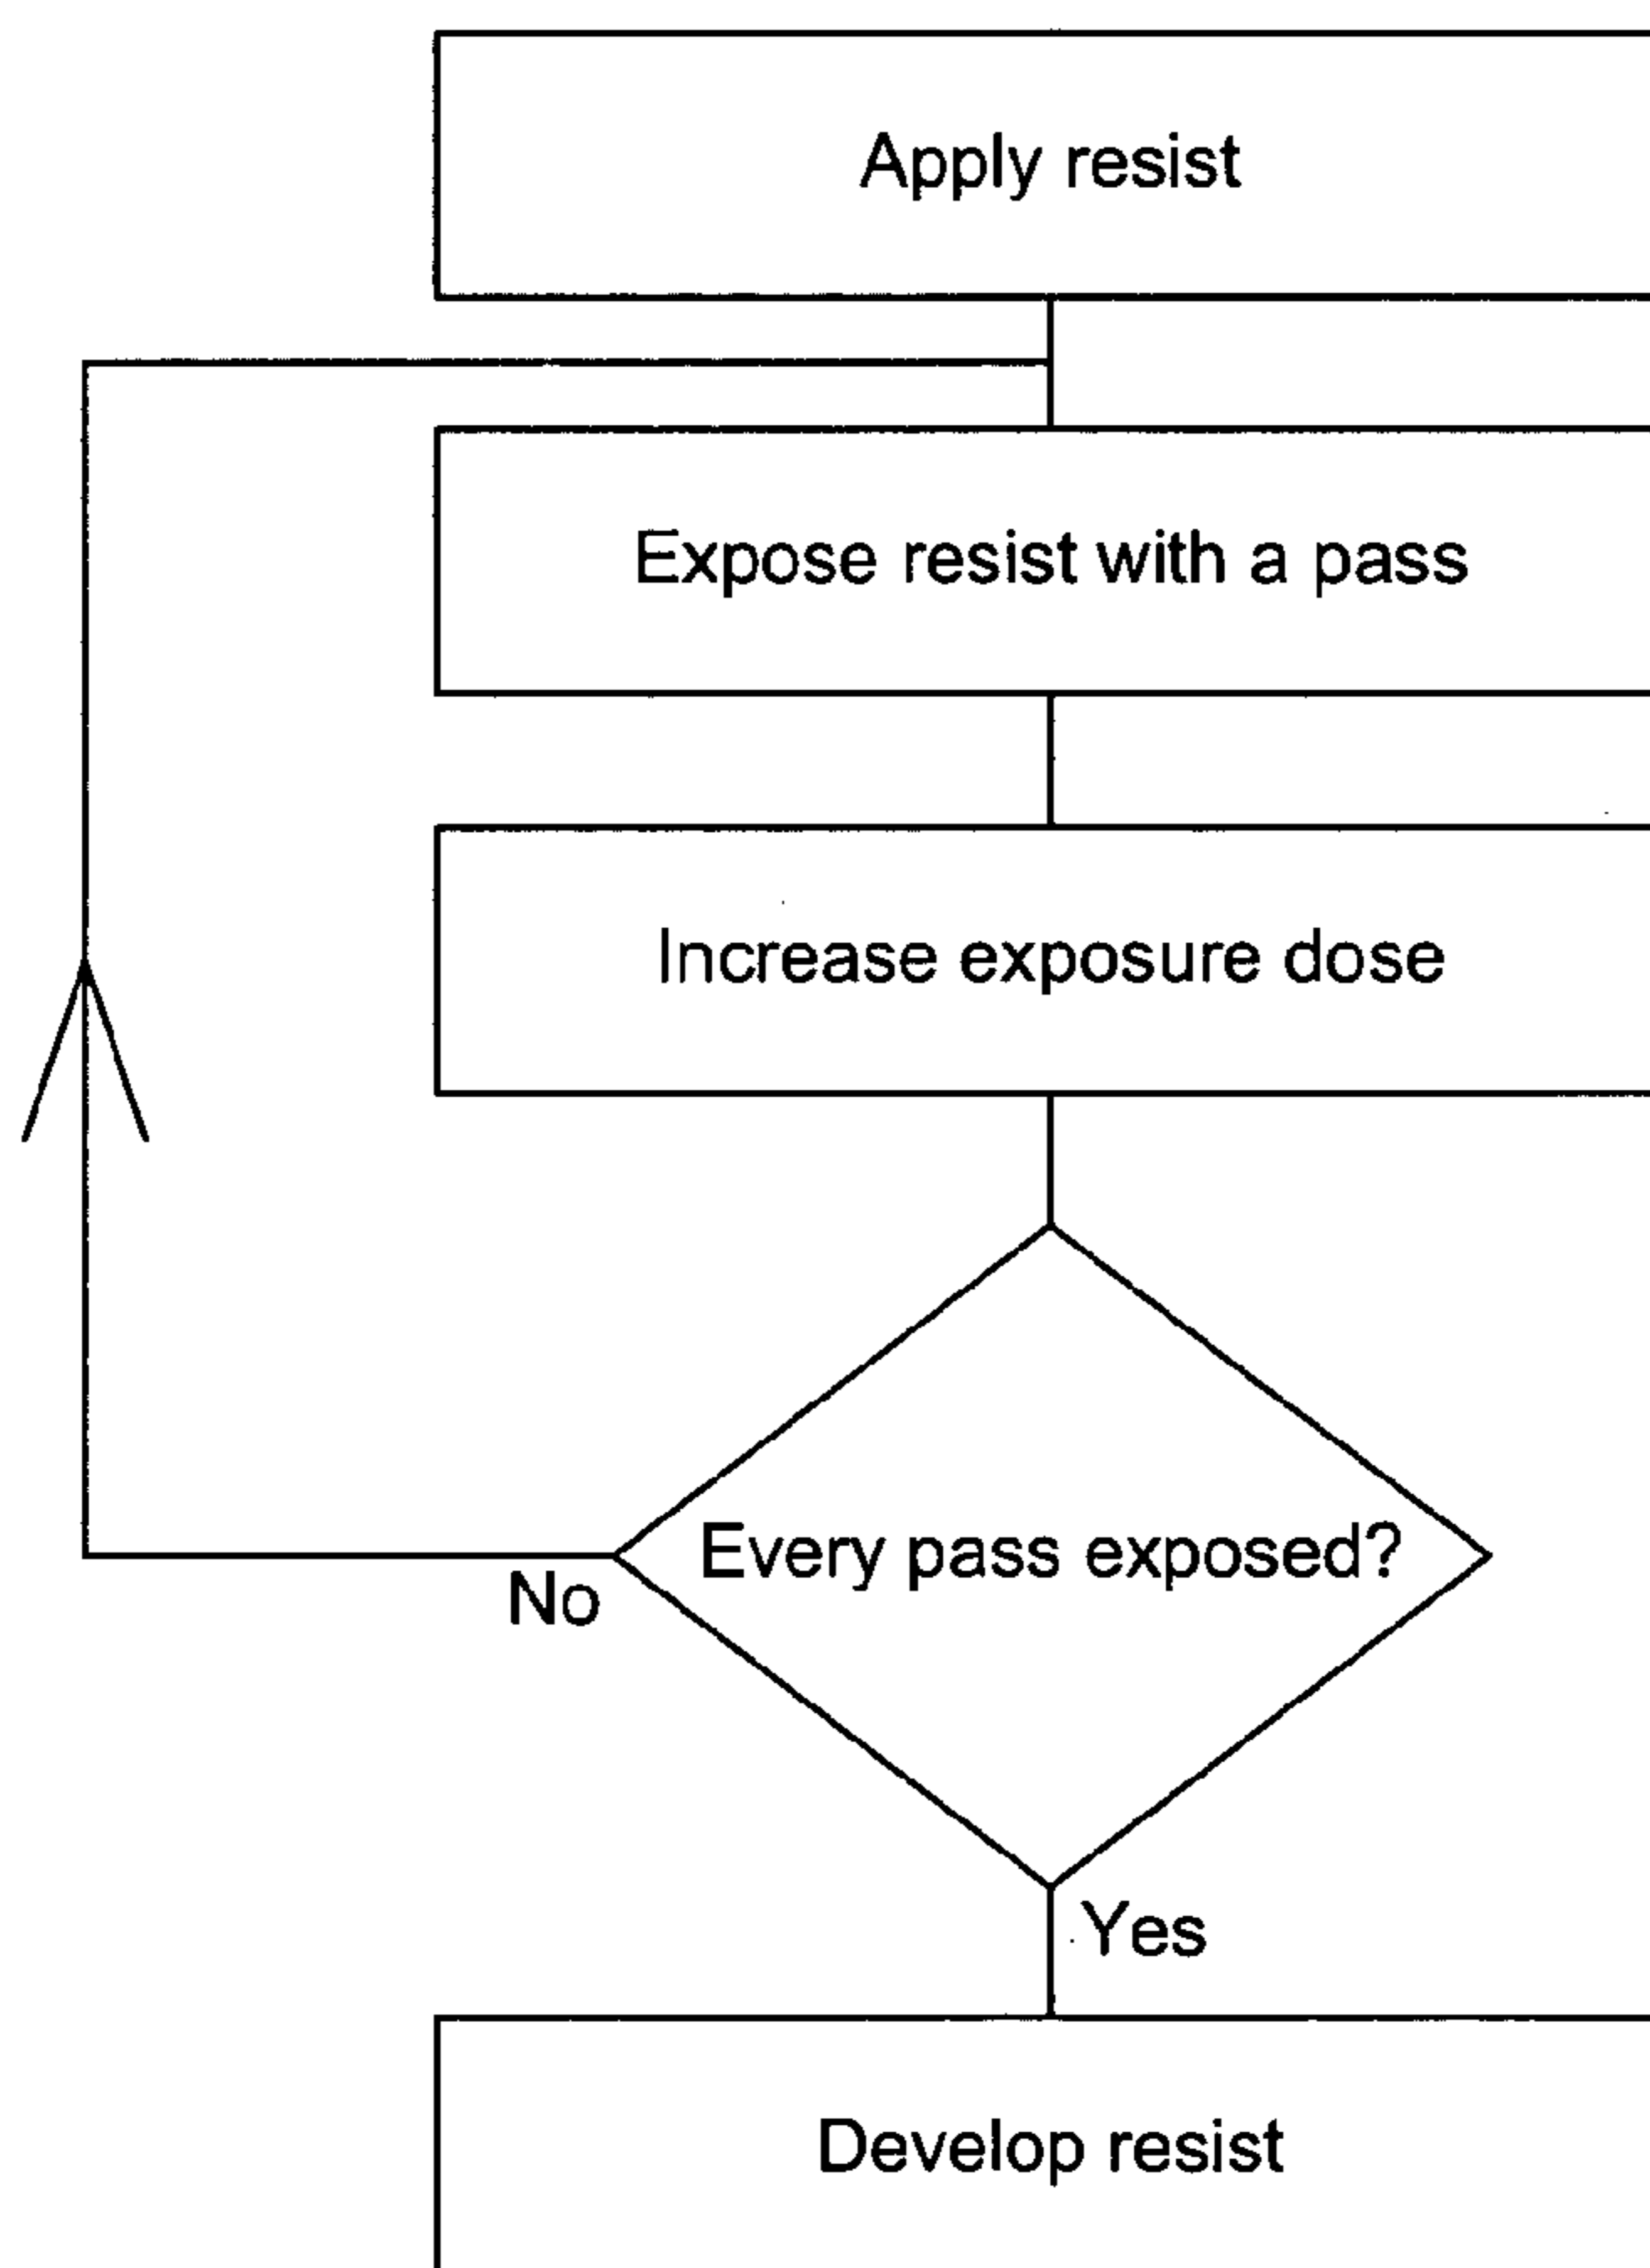 Apply resist
Expose resist with a pass
Increase exposure dose
Every pass exposed?
No
Yes
Develop resist